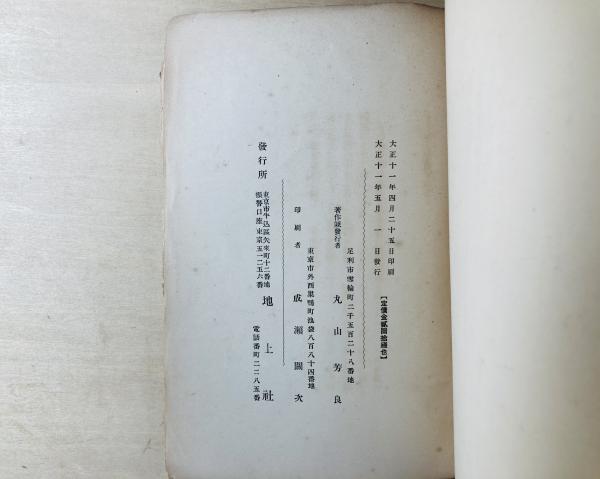 大正十一年四月二十五日印刷
大正十一年五月一日發行
【定價金貳圓拾錢也】
足利市雪輪町二千五百二十八番地
著作兼發行者 丸山芳良
東京市外西巢鴨町池袋八百八十四番地
印刷者 成瀬關次
發行所
東京市牛込區矢來町十二番地
振替口座東京五一二五六番
地上社
電話番町二二八五番